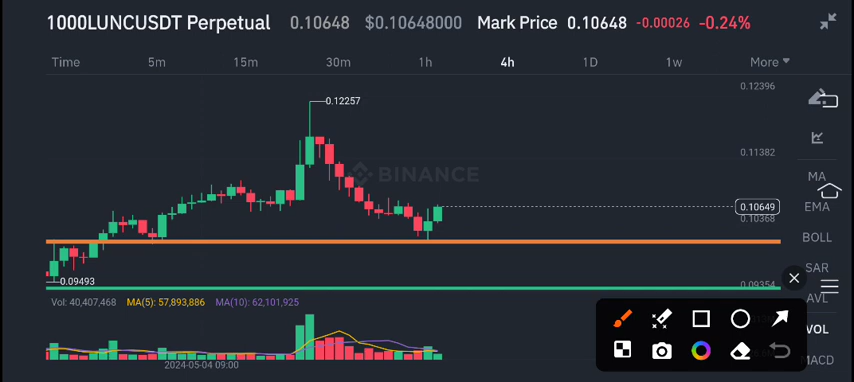 1000LUNCUSDT Perpetual 0.10648 $0.10648000 Mark Price 0.10648 -0.00026 -0.24%
Time 5m 15m 30m 1h 4h 1D 1w More
0.12396
0.12257
0.11382
BINANCE
MA
0.10649
EMA
0.10368
BOLL
SAR
0.09493
0.09354
AVL
Vol: 40,407,468 MA(5): 57,893,886 MA(10): 62,101,925
VOL
2024-05-04 09:00
MACD